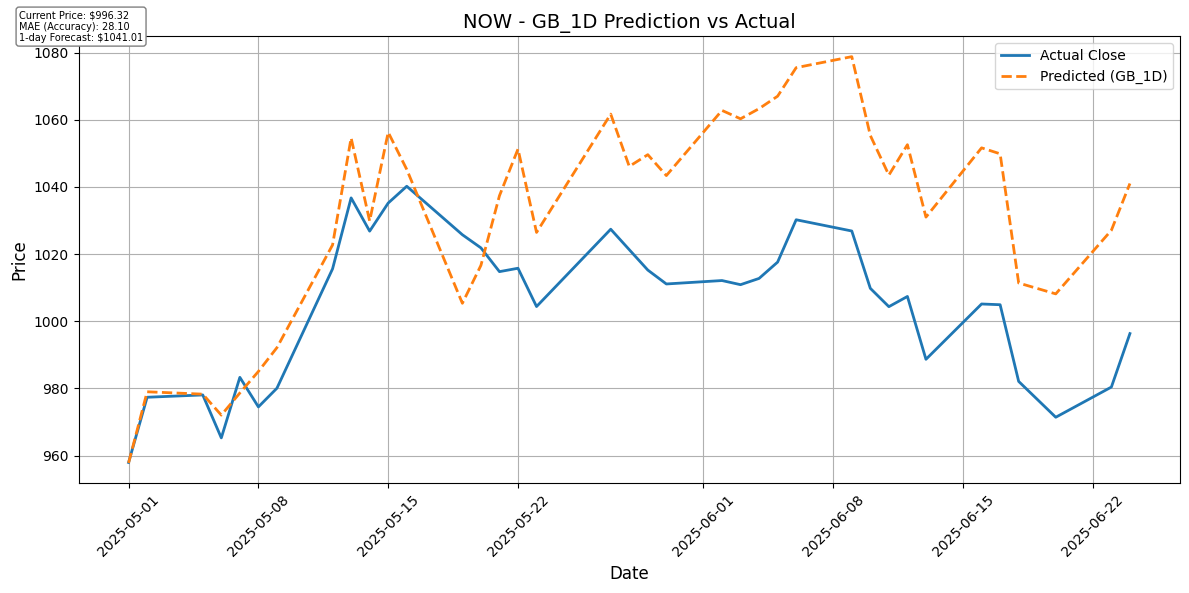 NOW - GB_1D Prediction vs Actual
Current Price: $996.32
MAE (Accuracy): 28.10
1-day Forecast: $1041.01
Actual Close
Predicted (GB_1D)
Price
1080
1060
1040
1020
1000
980
960
2025-05-01
2025-05-08
2025-05-15
2025-05-22
2025-06-01
2025-06-08
2025-06-15
2025-06-22
Date